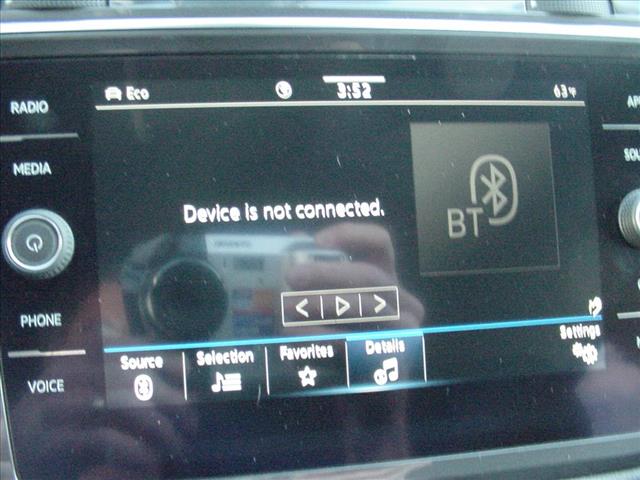 Eco
3:52
63°F
RADIO
MEDIA
PHONE
VOICE
Device is not connected.
BT
Source
Selection
Favorites
Details
Settings